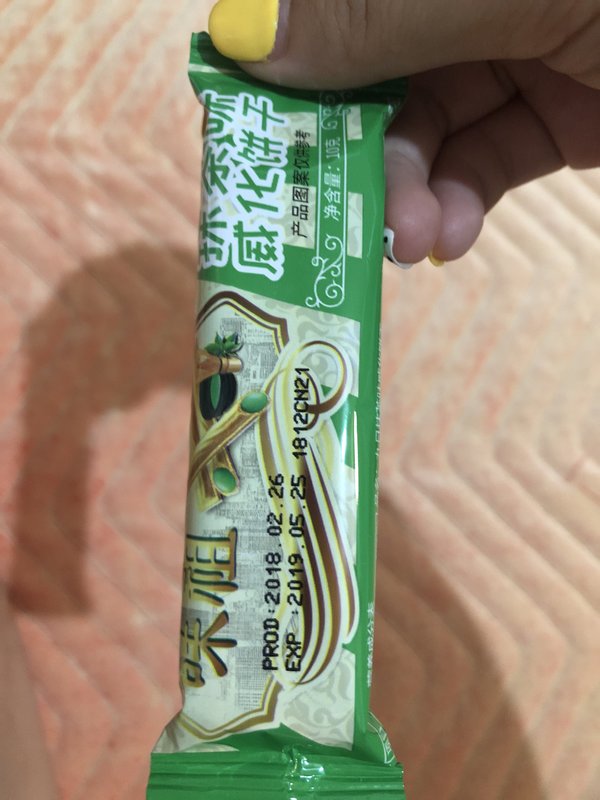 抹茶味
威化饼干
产品图案仅供参考
净含量：10克
PROD:2018.02.26
EXP :2019.05.25 1812CN21